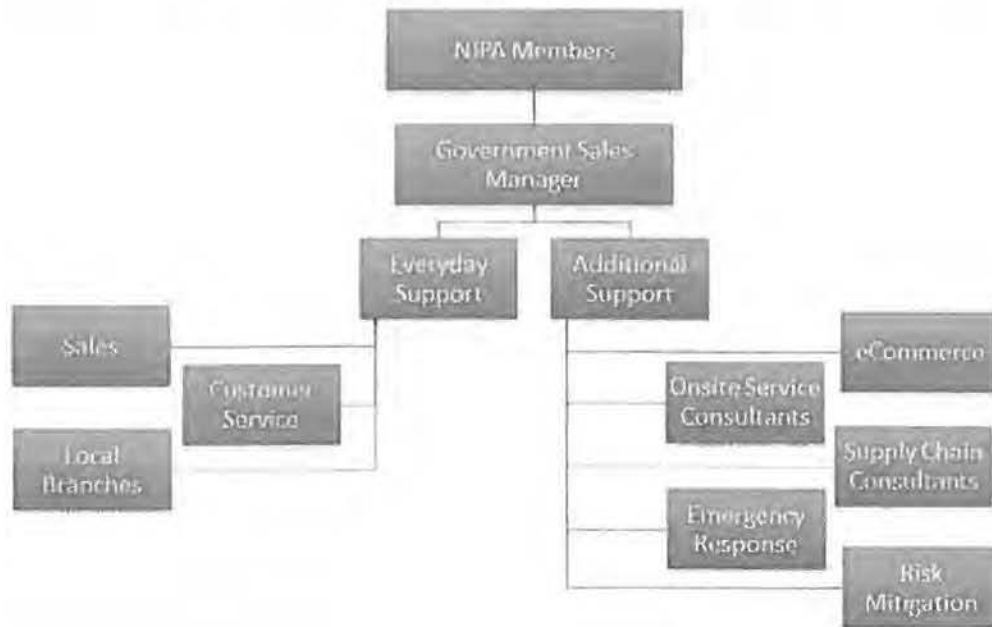 NIPA Members
Government Sales
Manager
Everyday
Support
Additional
Support
Sales
Customer
Service
Local
Branches
eCommerce
Onsite Service
Consultants
Supply Chain
Consultants
Emergency
Response
Risk
Mitigation